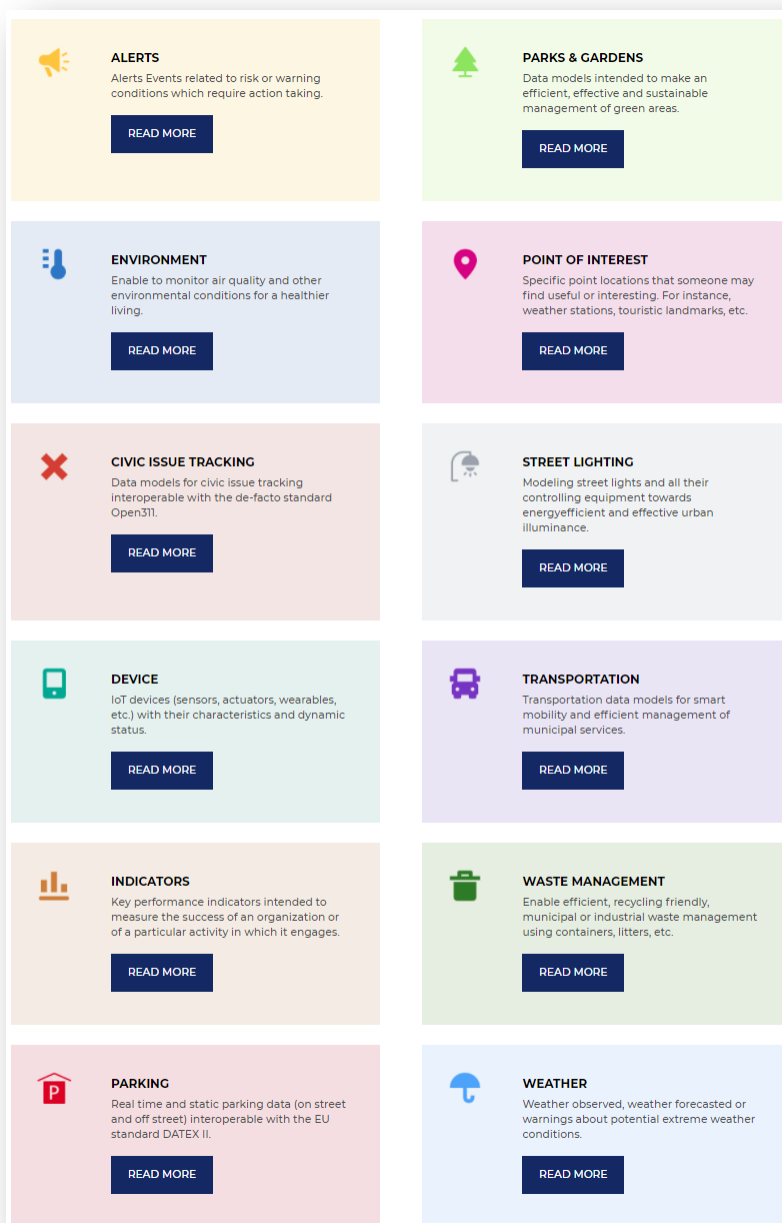 ALERTS
Alerts Events related to risk or warning
conditions which require action taking.
READ MORE
PARKS & GARDENS
Data models intended to make an
efficient, effective and sustainable
management of green areas.
READ MORE
ENVIRONMENT
Enable to monitor air quality and other
environmental conditions for a healthier
living.
READ MORE
POINT OF INTEREST
Specific point locations that someone may
find useful or interesting. For instance,
weather stations, touristic landmarks, etc.
READ MORE
CIVIC ISSUE TRACKING
Data models for civic issue tracking
interoperable with the de-facto standard
Open311.
READ MORE
STREET LIGHTING
Modeling street lights and all their
controlling equipment towards
energyefficient and effective urban
illuminance.
READ MORE
DEVICE
IoT devices (sensors, actuators, wearables,
etc.) with their characteristics and dynamic
status.
READ MORE
TRANSPORTATION
Transportation data models for smart
mobility and efficient management of
municipal services.
READ MORE
INDICATORS
Key performance indicators intended to
measure the success of an organization or
of a particular activity in which it engages.
READ MORE
WASTE MANAGEMENT
Enable efficient, recycling friendly,
municipal or industrial waste management
using containers, litters, etc.
READ MORE
P
PARKING
Real time and static parking data (on street
and off street) interoperable with the EU
standard DATEX II.
READ MORE
WEATHER
Weather observed, weather forecasted or
warnings about potential extreme weather
conditions.
READ MORE